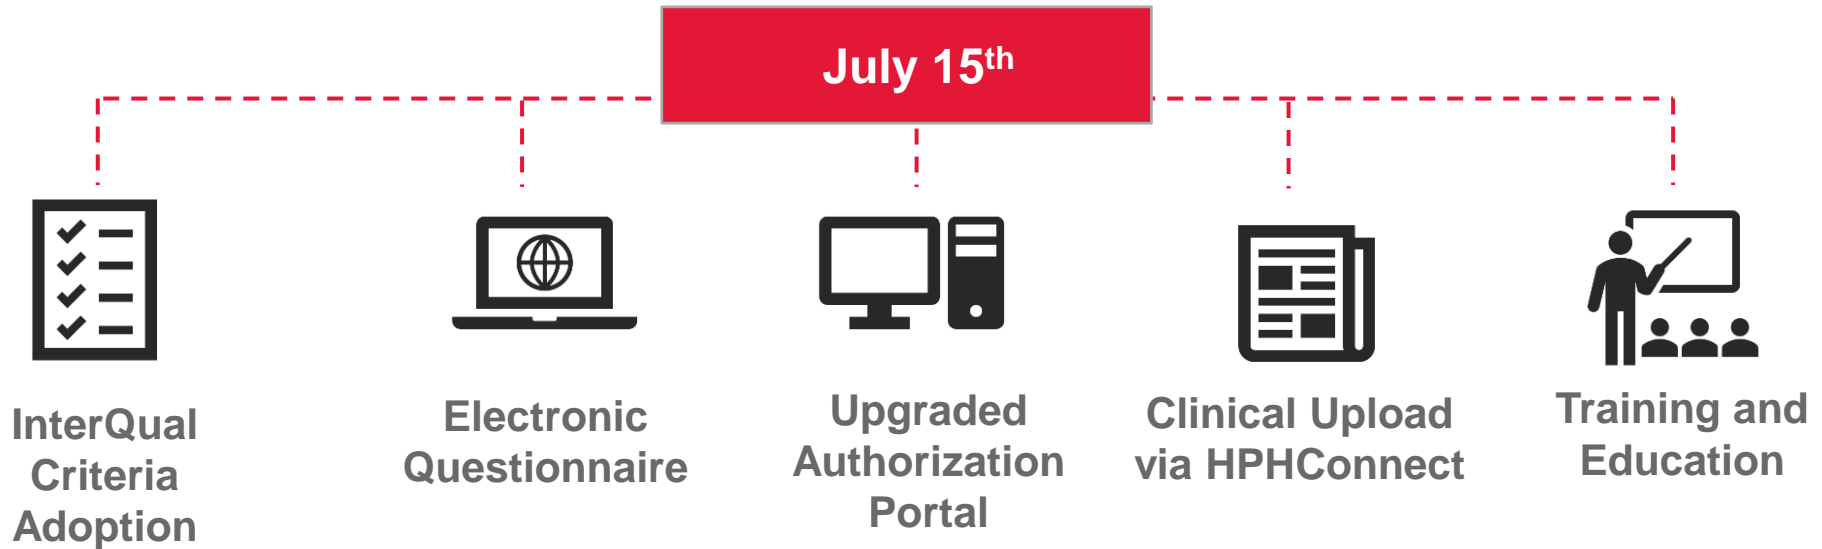 July 15th
InterQual
Criteria
Adoption
Electronic
Questionnaire
Upgraded
Authorization
Portal
Clinical Upload
via HPHConnect
Training and
Education